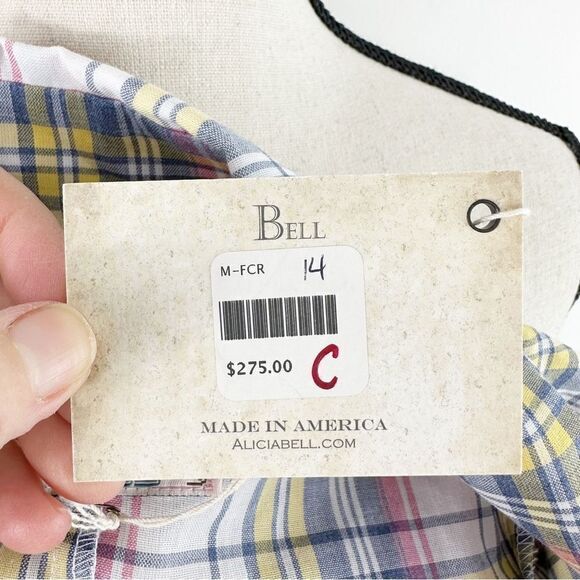 BELL
M-FCR 14
$275.00 C
MADE IN AMERICA
ALICIABELL.COM